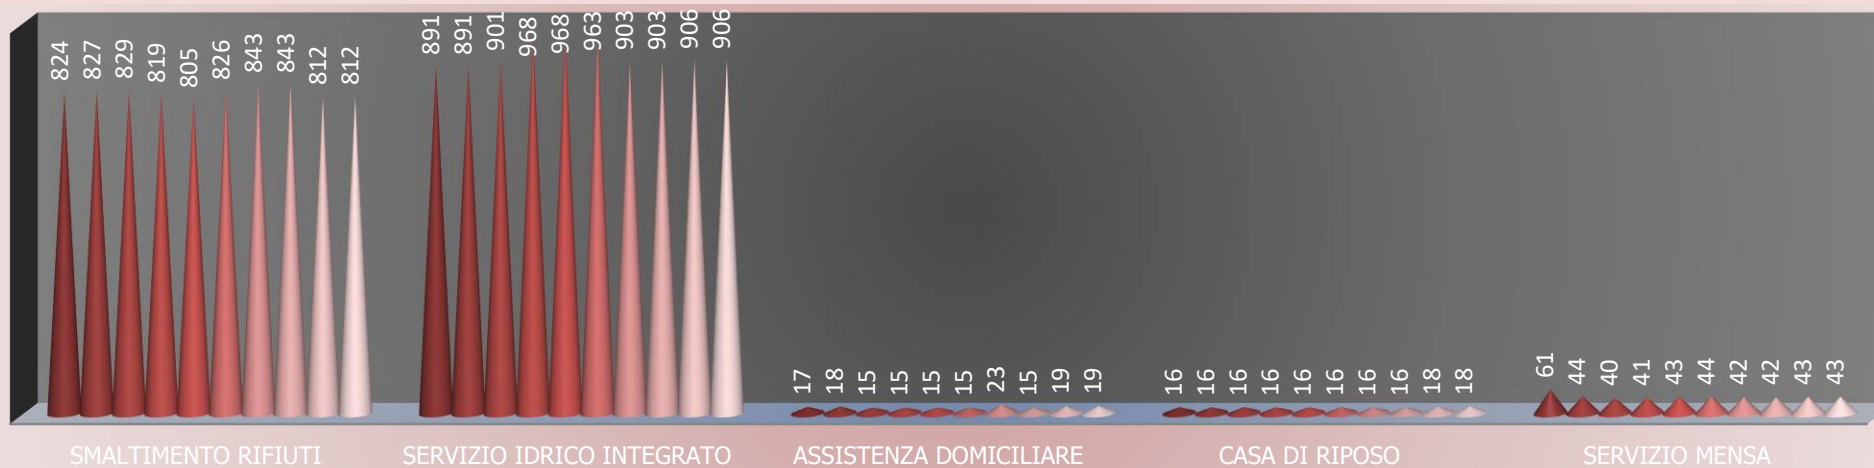 824 827 829 819 805 826 843 843 812 812
891 891 901 968 968 963 903 903 906 906
17 18 15 15 15 15 23 15 19 19
16 16 16 16 16 16 16 16 18 18
61 44 40 41 43 44 42 42 43 43
SMALTIMENTO RIFIUTI
SERVIZIO IDRICO INTEGRATO
ASSISTENZA DOMICILIARE
CASA DI RIPOSO
SERVIZIO MENSA